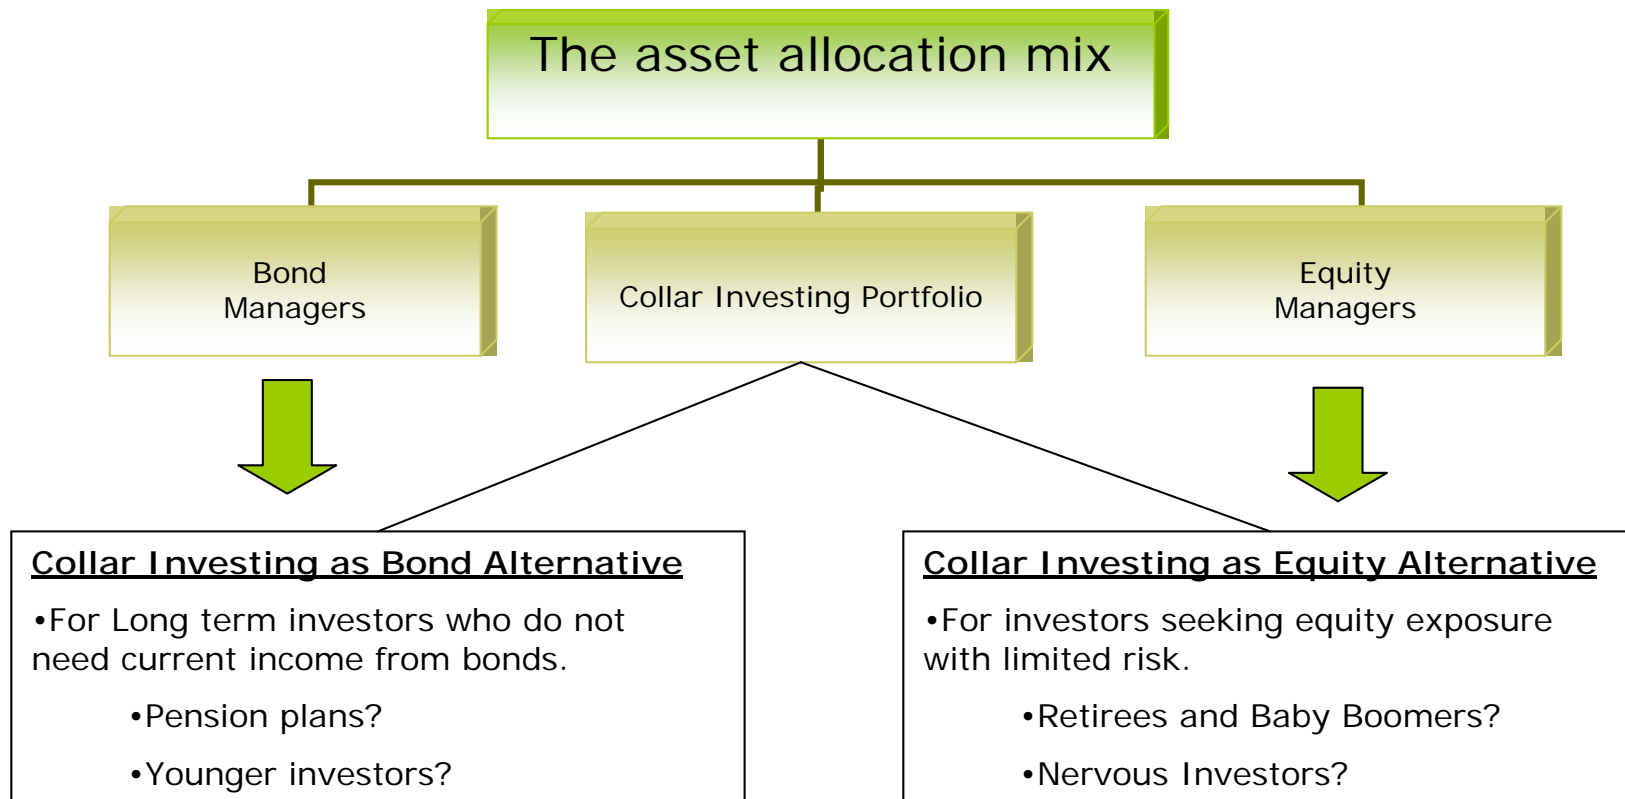 The asset allocation mix
Bond
Managers
Collar Investing Portfolio
Equity
Managers
Collar Investing as Bond Alternative
•For Long term investors who do not
need current income from bonds.
•Pension plans?
•Younger investors?
Collar Investing as Equity Alternative
•For investors seeking equity exposure
with limited risk.
•Retirees and Baby Boomers?
•Nervous Investors?